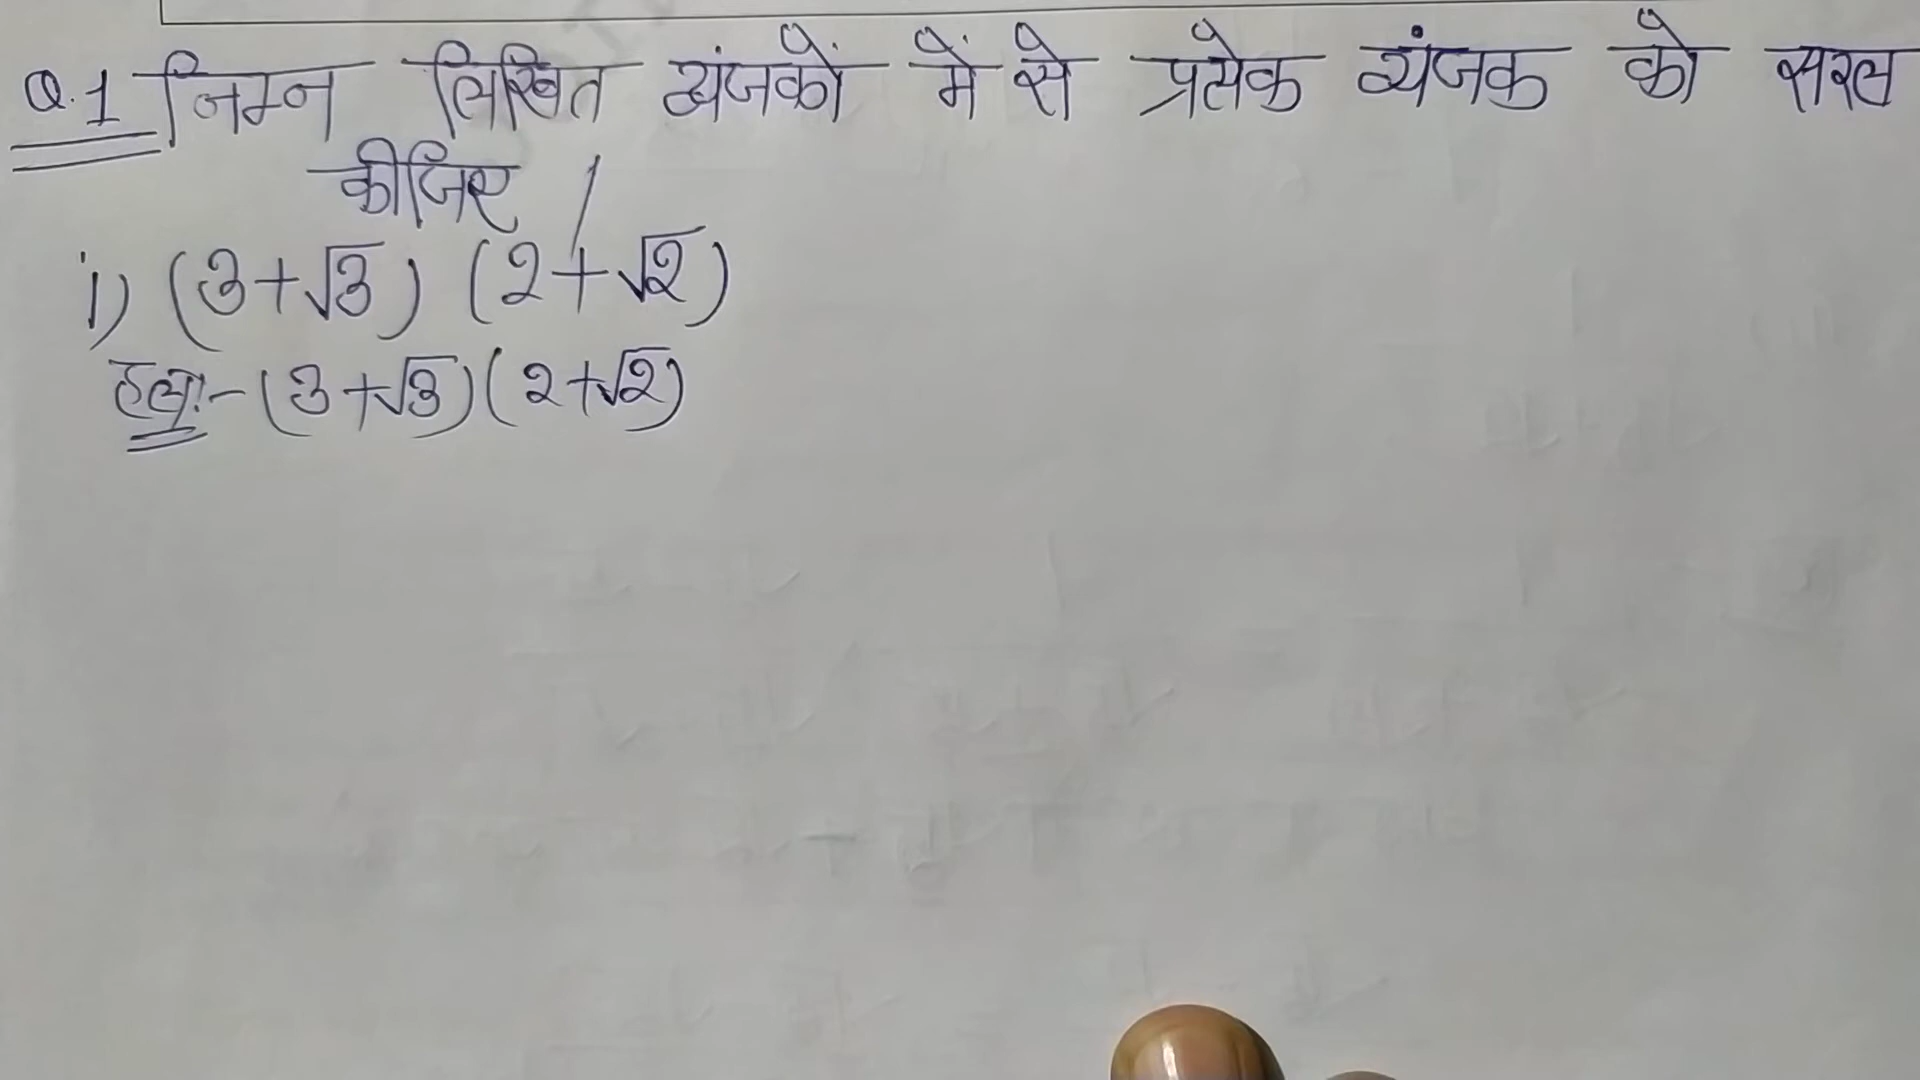 Q.1 निम्न लिखित व्यंजकों में से प्रत्येक व्यंजक को सरल
कीजिए /
i) (3+√3) (2+√2)
हल:- (3+√3)(2+√2)